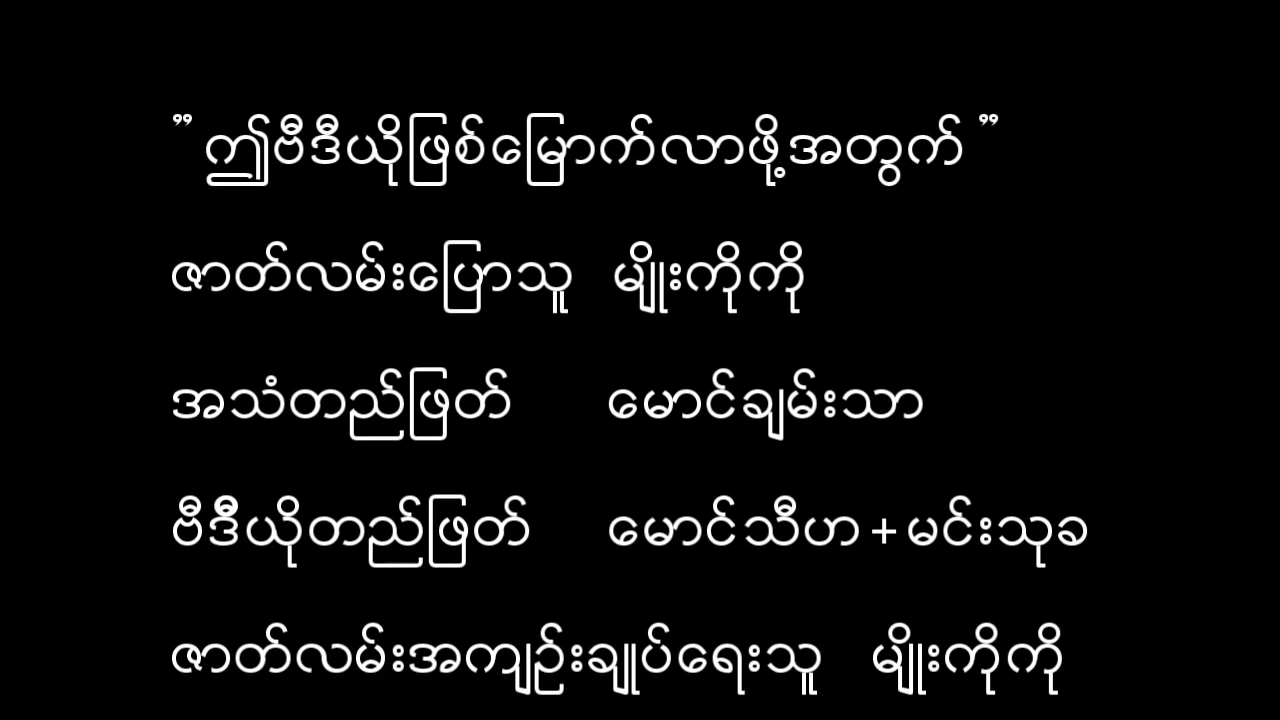 " ဤဗီဒီယိုဖြစ်မြောက်လာဖို့အတွက် "
ဇာတ်လမ်းပြောသူ မျိုးကိုကို
အသံတည်ဖြတ် မောင်ချမ်းသာ
ဗီဒီယိုတည်ဖြတ် မောင်သီဟ + မင်းသုခ
ဇာတ်လမ်းအကျဉ်းချုပ်ရေးသူ မျိုးကိုကို